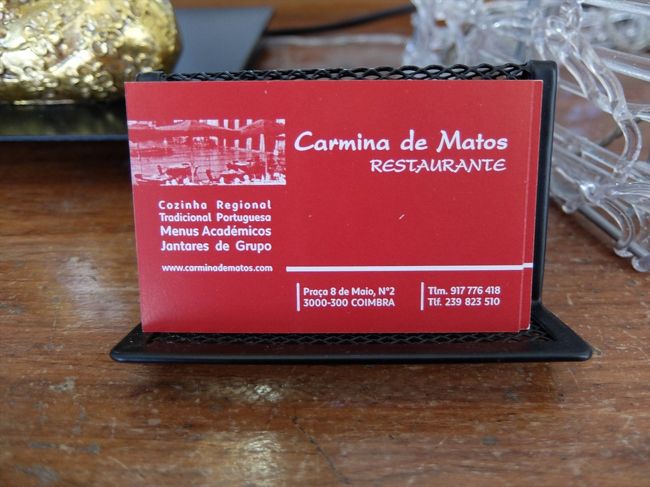 Carmina de Matos
RESTAURANTE
Cozinha Regional
Tradicional Portuguesa
Menus Académicos
Jantares de Grupo
www.carminadematos.com
Praça 8 de Maio, Nº2
3000-300 COIMBRA
Tlm. 917 776 418
Tlf. 239 823 510